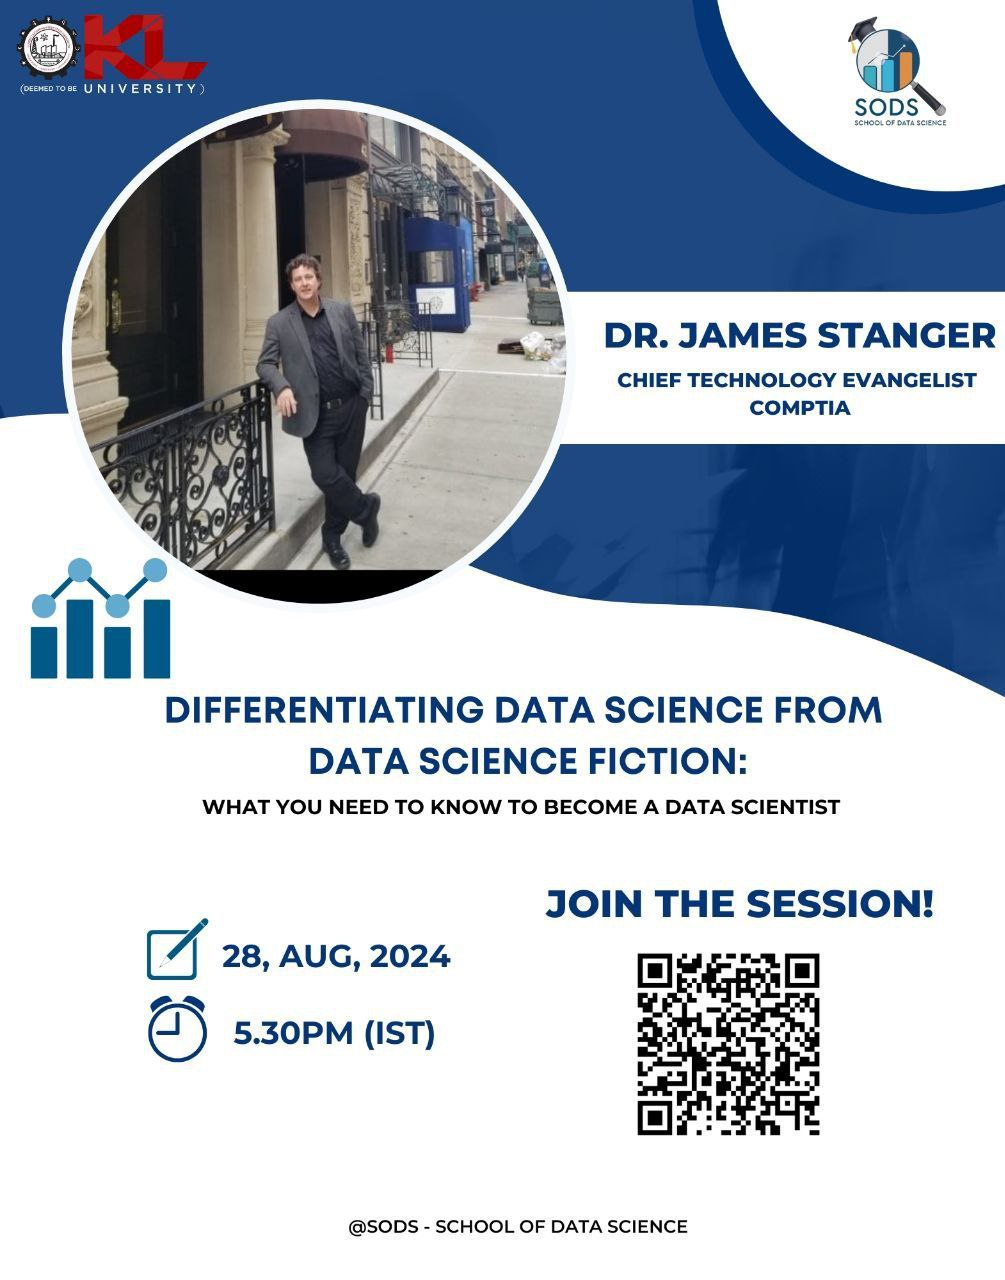 KL
(DEEMED TO BE UNIVERSITY)
SODS
SCHOOL OF DATA SCIENCE
DR. JAMES STANGER
CHIEF TECHNOLOGY EVANGELIST
COMPTIA
DIFFERENTIATING DATA SCIENCE FROM
DATA SCIENCE FICTION:
WHAT YOU NEED TO KNOW TO BECOME A DATA SCIENTIST
JOIN THE SESSION!
28, AUG, 2024
5.30PM (IST)
@SODS - SCHOOL OF DATA SCIENCE